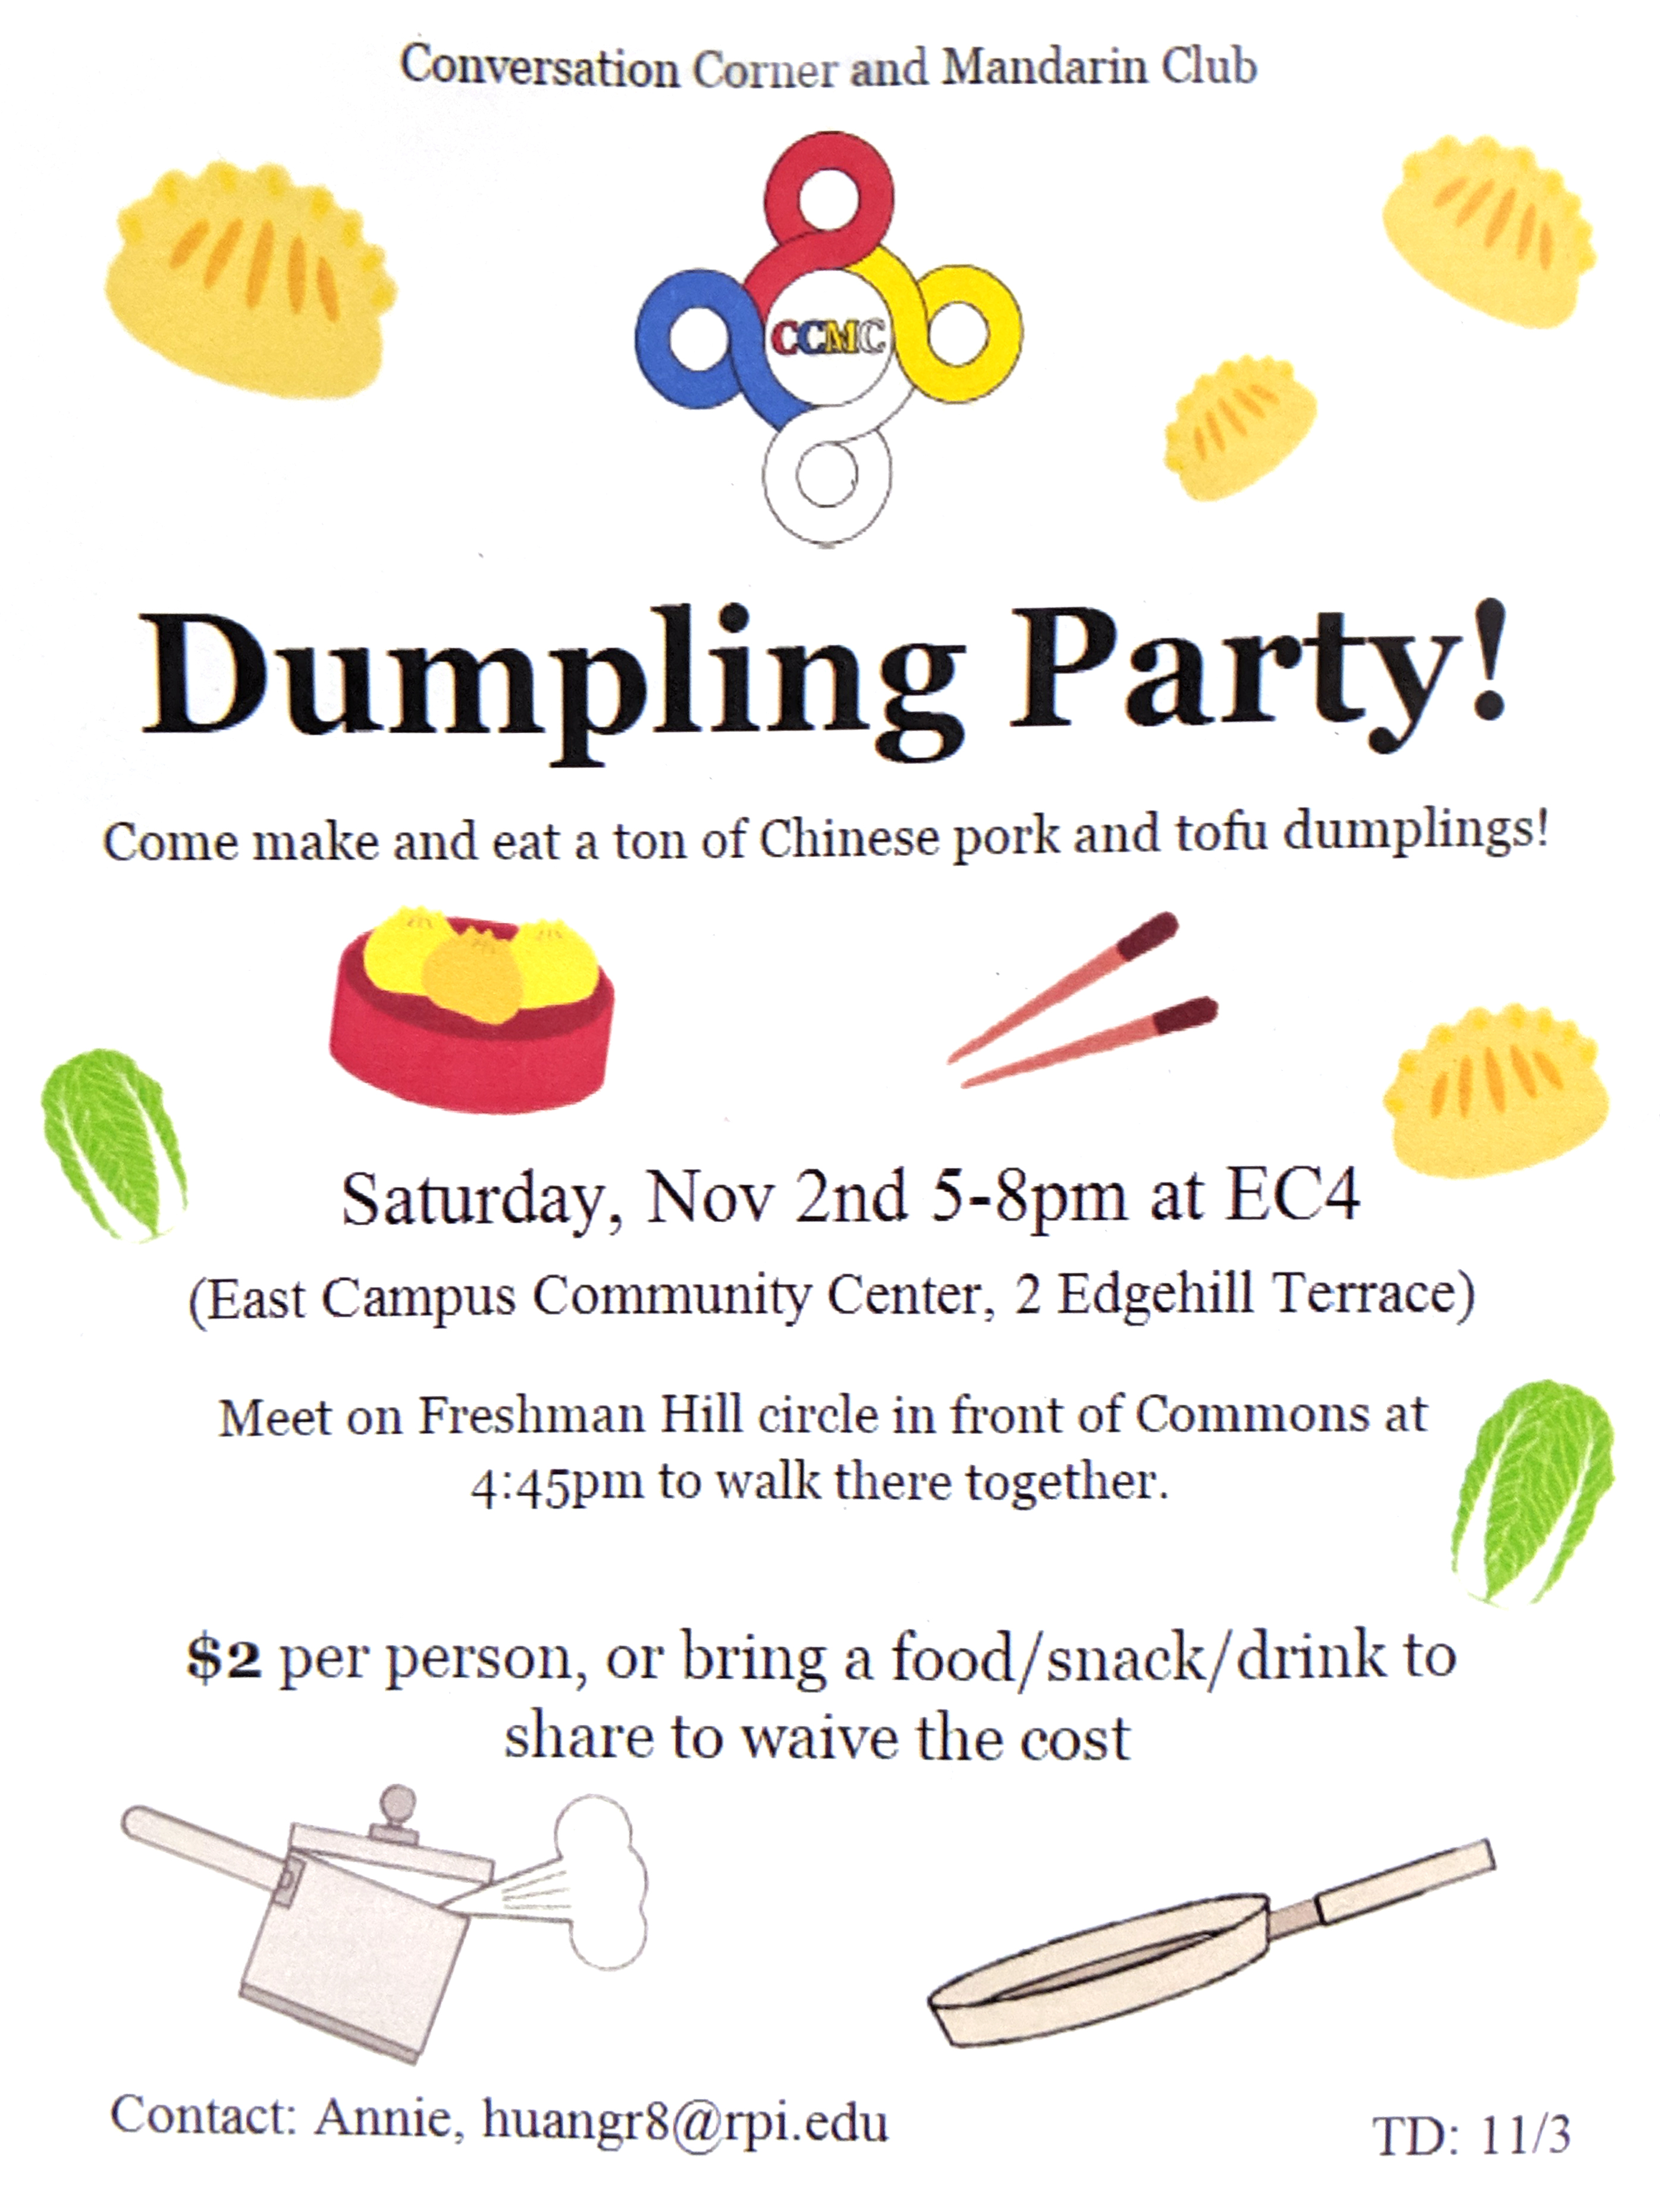 Conversation Corner and Mandarin Club
CCMC
Dumpling Party!
Come make and eat a ton of Chinese pork and tofu dumplings!
Saturday, Nov 2nd 5-8pm at EC4
(East Campus Community Center, 2 Edgehill Terrace)
Meet on Freshman Hill circle in front of Commons at
4:45pm to walk there together.
$2 per person, or bring a food/snack/drink to
share to waive the cost
Contact: Annie, huangr8@rpi.edu
TD: 11/3